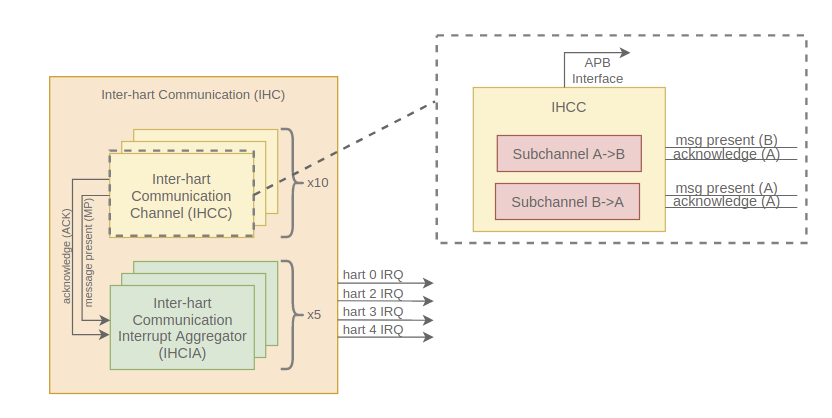 Inter-hart Communication (IHC)
Inter-hart
Communication
Channel (IHCC)
x10
acknowledge (ACK)
message present (MP)
Inter-hart
Communication
Interrupt Aggregator
(IHCIA)
x5
hart 0 IRQ
hart 2 IRQ
hart 3 IRQ
hart 4 IRQ
APB
Interface
IHCC
Subchannel A->B
msg present (B)
acknowledge (A)
Subchannel B->A
msg present (A)
acknowledge (A)